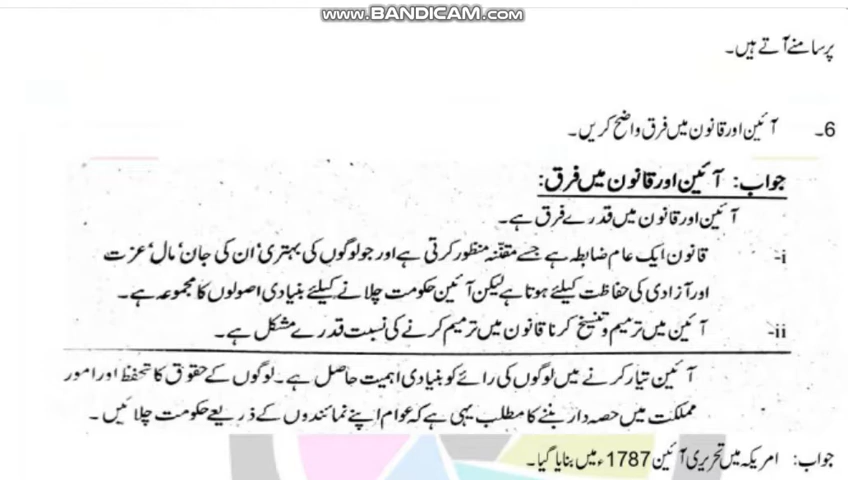 www.BANDICAM.com
پر سامنے آتے ہیں۔
6۔ آئین اور قانون میں فرق واضح کریں۔
جواب: آئین اور قانون میں فرق:
آئین اور قانون میں قدرے فرق ہے۔
i- قانون ایک عام ضابطہ ہے جسے مقننہ منظور کرتی ہے اور جو لوگوں کی بہتری، ان کی جان، مال، عزت
اور آزادی کی حفاظت کیلئے ہوتا ہے لیکن آئین حکومت چلانے کیلئے بنیادی اصولوں کا مجموعہ ہے۔
ii- آئین میں ترمیم و تنسیخ کرنا قانون میں ترمیم کرنے کی نسبت قدرے مشکل ہے۔
آئین تیار کرنے میں لوگوں کی رائے کو بنیادی اہمیت حاصل ہے۔ لوگوں کے حقوق کا تحفظ اور امور
مملکت میں حصہ دار بننے کا مطلب یہی ہے کہ عوام اپنے نمائندوں کے ذریعے حکومت چلائیں۔
جواب: امریکہ میں تحریری آئین 1787ء میں بنایا گیا۔